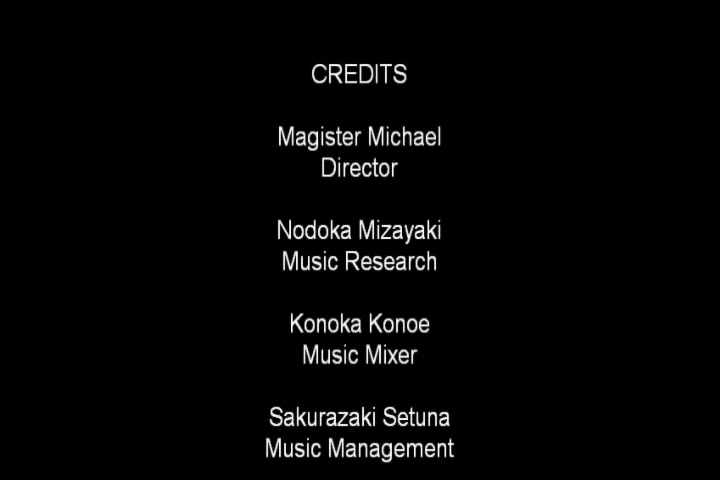 CREDITS
Magister Michael
Director
Nodoka Mizayaki
Music Research
Konoka Konoe
Music Mixer
Sakurazaki Setuna
Music Management